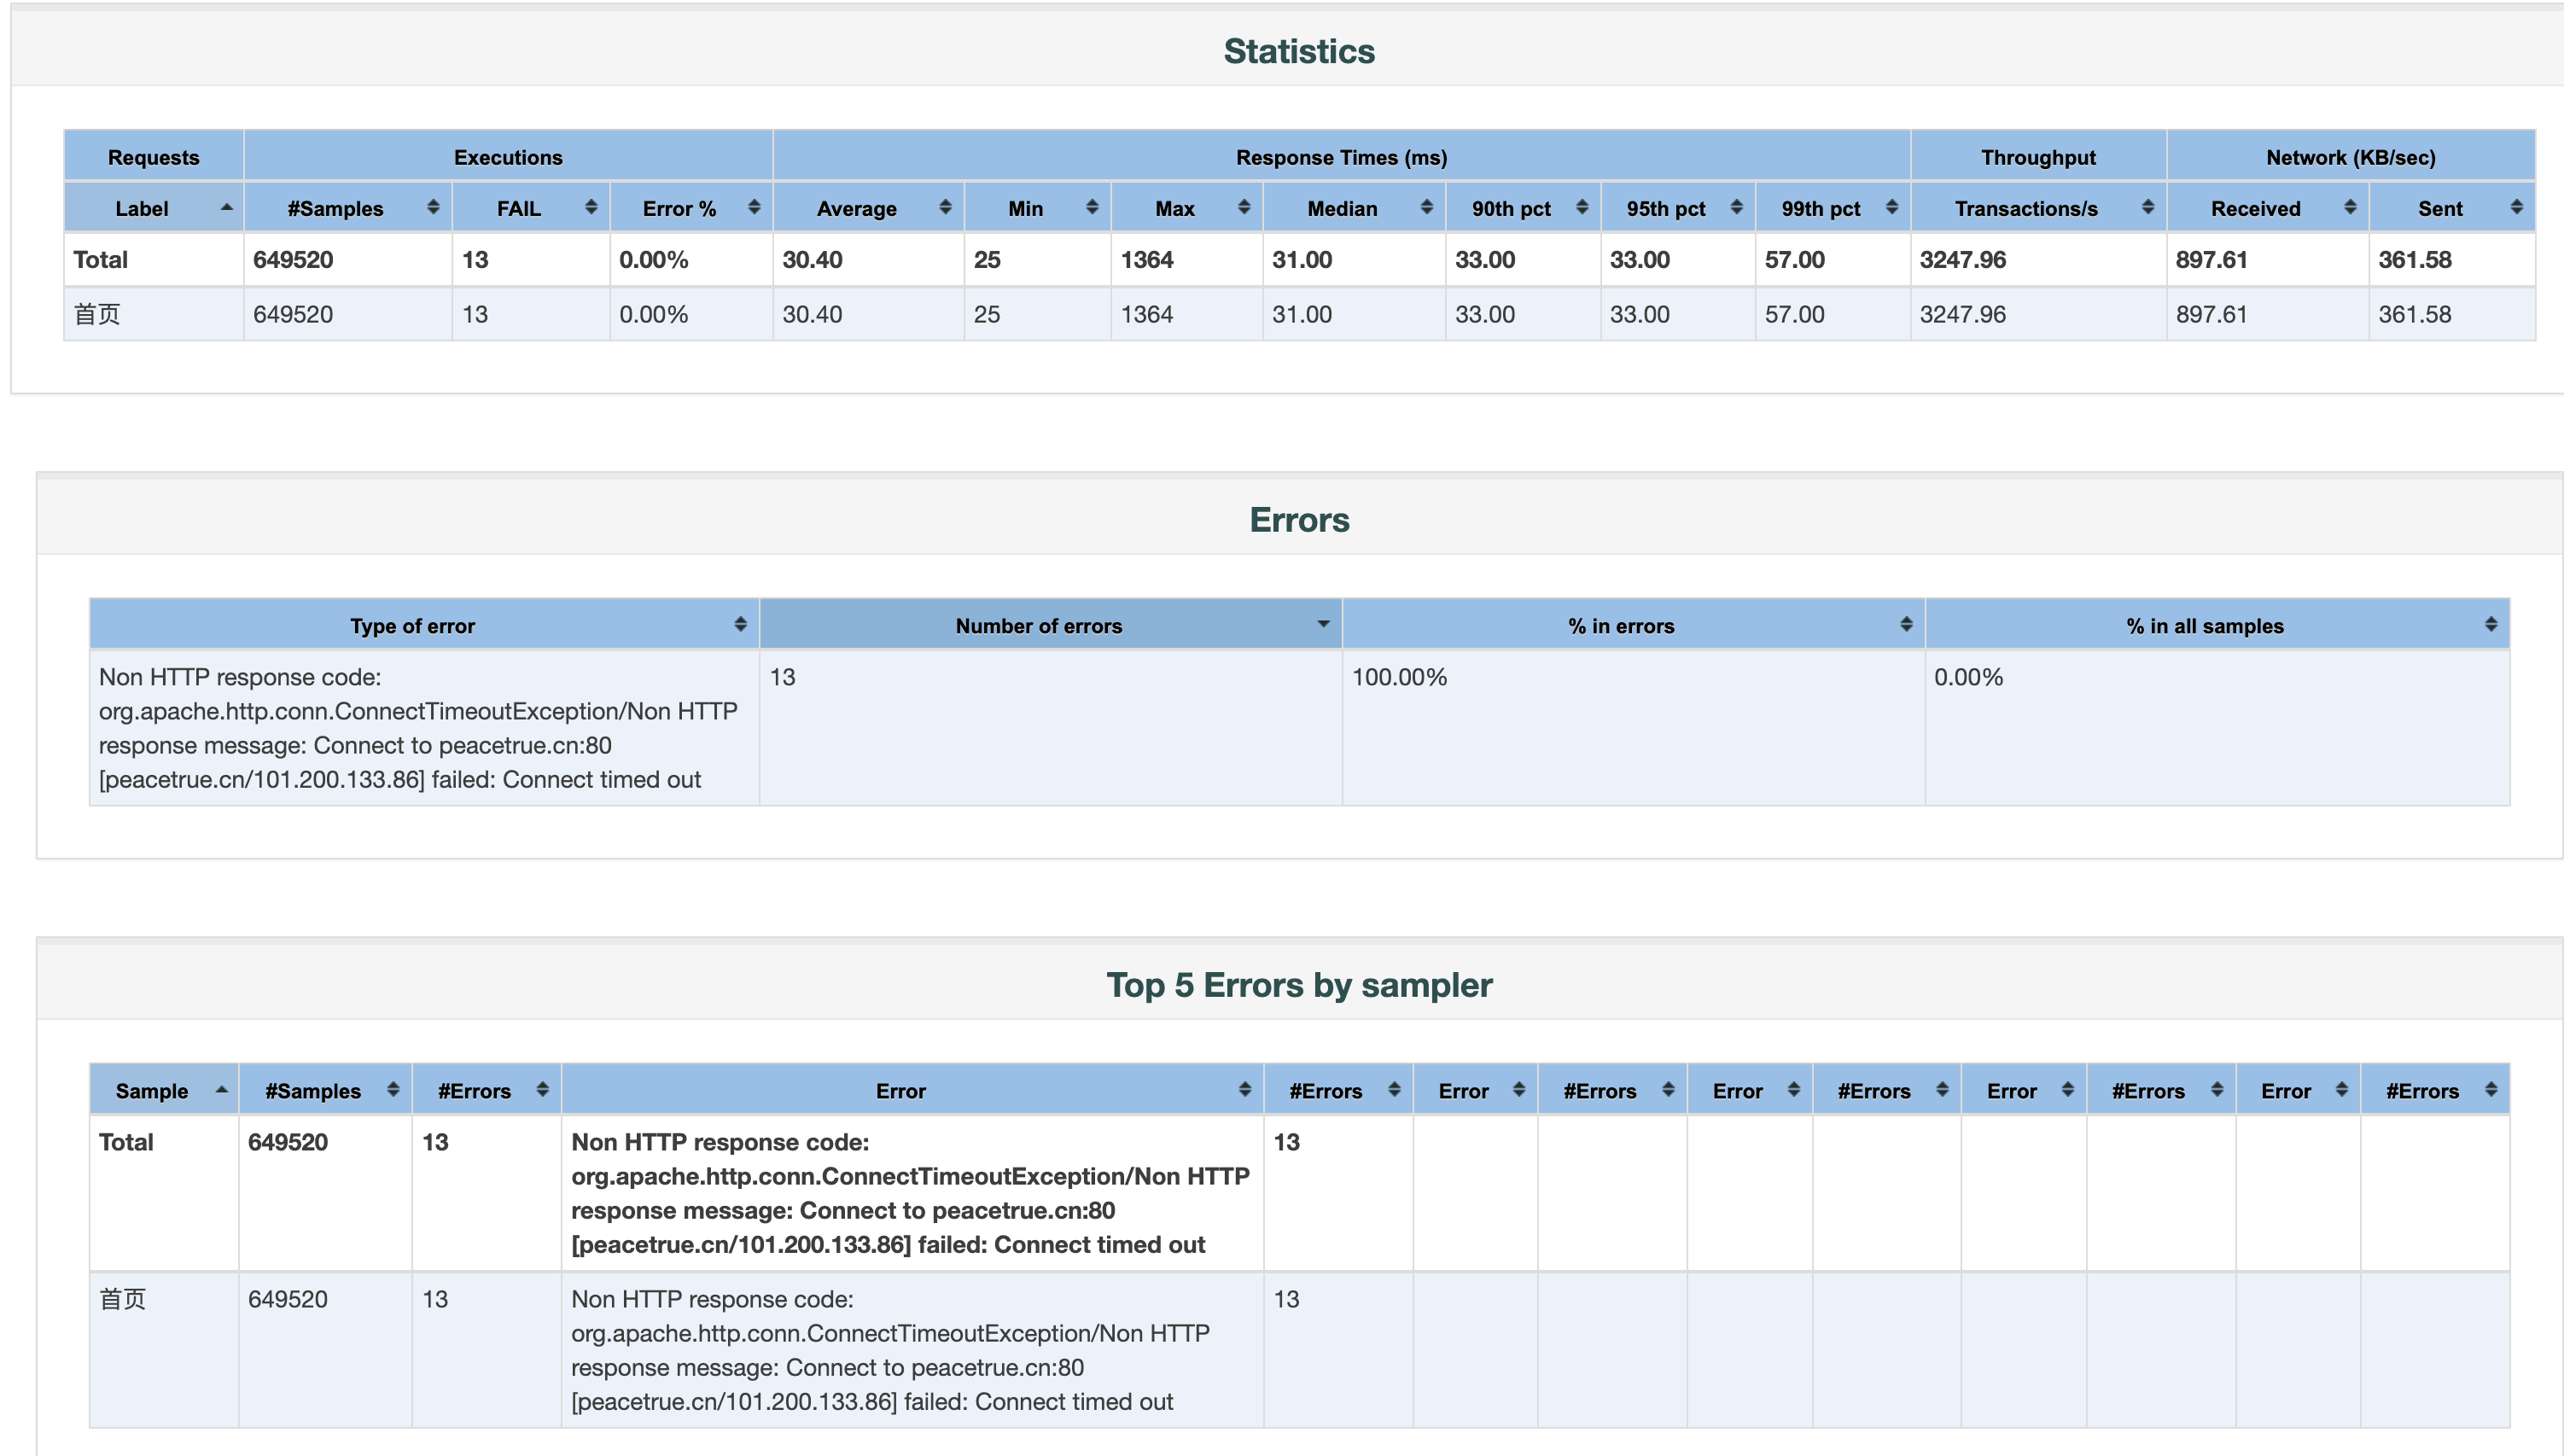 Statistics
Requests Executions Response Times (ms) Throughput Network (KB/sec)
Label #Samples FAIL Error % Average Min Max Median 90th pct 95th pct 99th pct Transactions/s Received Sent
Total 649520 13 0.00% 30.40 25 1364 31.00 33.00 33.00 57.00 3247.96 897.61 361.58
首页 649520 13 0.00% 30.40 25 1364 31.00 33.00 33.00 57.00 3247.96 897.61 361.58
Errors
Type of error Number of errors % in errors % in all samples
Non HTTP response code: 13 100.00% 0.00%
org.apache.http.conn.ConnectTimeoutException/Non HTTP
response message: Connect to peacetrue.cn:80
[peacetrue.cn/101.200.133.86] failed: Connect timed out
Top 5 Errors by sampler
Sample #Samples #Errors Error #Errors Error #Errors Error #Errors Error #Errors Error #Errors
Total 649520 13 Non HTTP response code: 13
org.apache.http.conn.ConnectTimeoutException/Non HTTP
response message: Connect to peacetrue.cn:80
[peacetrue.cn/101.200.133.86] failed: Connect timed out
首页 649520 13 Non HTTP response code: 13
org.apache.http.conn.ConnectTimeoutException/Non HTTP
response message: Connect to peacetrue.cn:80
[peacetrue.cn/101.200.133.86] failed: Connect timed out